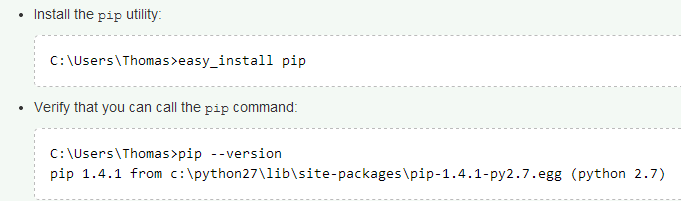 Install the pip utility:
C:\Users\Thomas>easy_install pip
Verify that you can call the pip command:
C:\Users\Thomas>pip --version
pip 1.4.1 from c:\python27\lib\site-packages\pip-1.4.1-py2.7.egg (python 2.7)